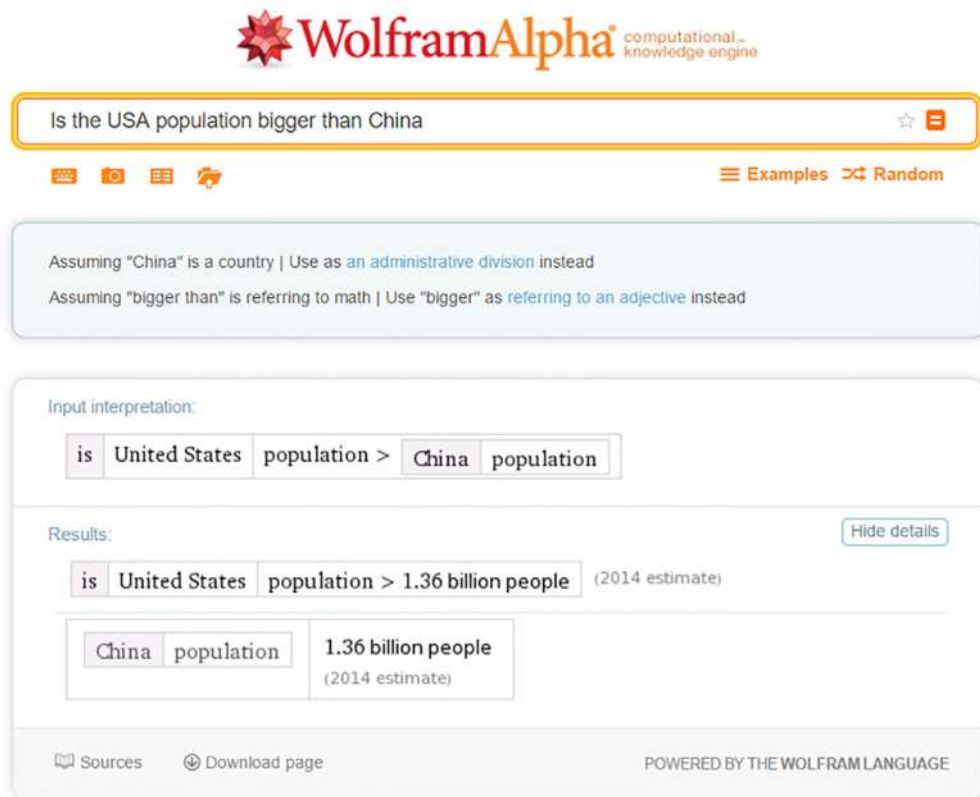 WolframAlpha computational... knowledge engine
Is the USA population bigger than China
Examples Random
Assuming "China" is a country | Use as an administrative division instead
Assuming "bigger than" is referring to math | Use "bigger" as referring to an adjective instead
Input interpretation:
is United States population > China population
Results:
Hide details
is United States population > 1.36 billion people (2014 estimate)
China population 1.36 billion people
(2014 estimate)
Sources Download page POWERED BY THE WOLFRAM LANGUAGE